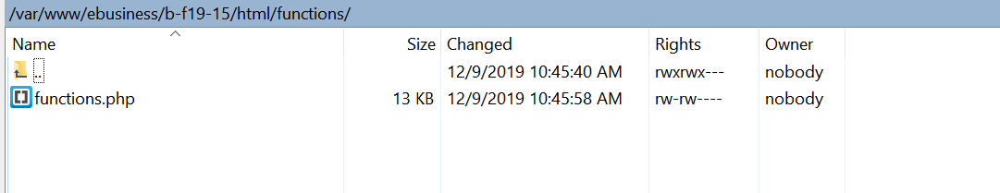 /var/www/ebusiness/b-f19-15/html/functions/
Name Size Changed Rights Owner
.. 12/9/2019 10:45:40 AM rwxrwx--- nobody
functions.php 13 KB 12/9/2019 10:45:58 AM rw-rw---- nobody